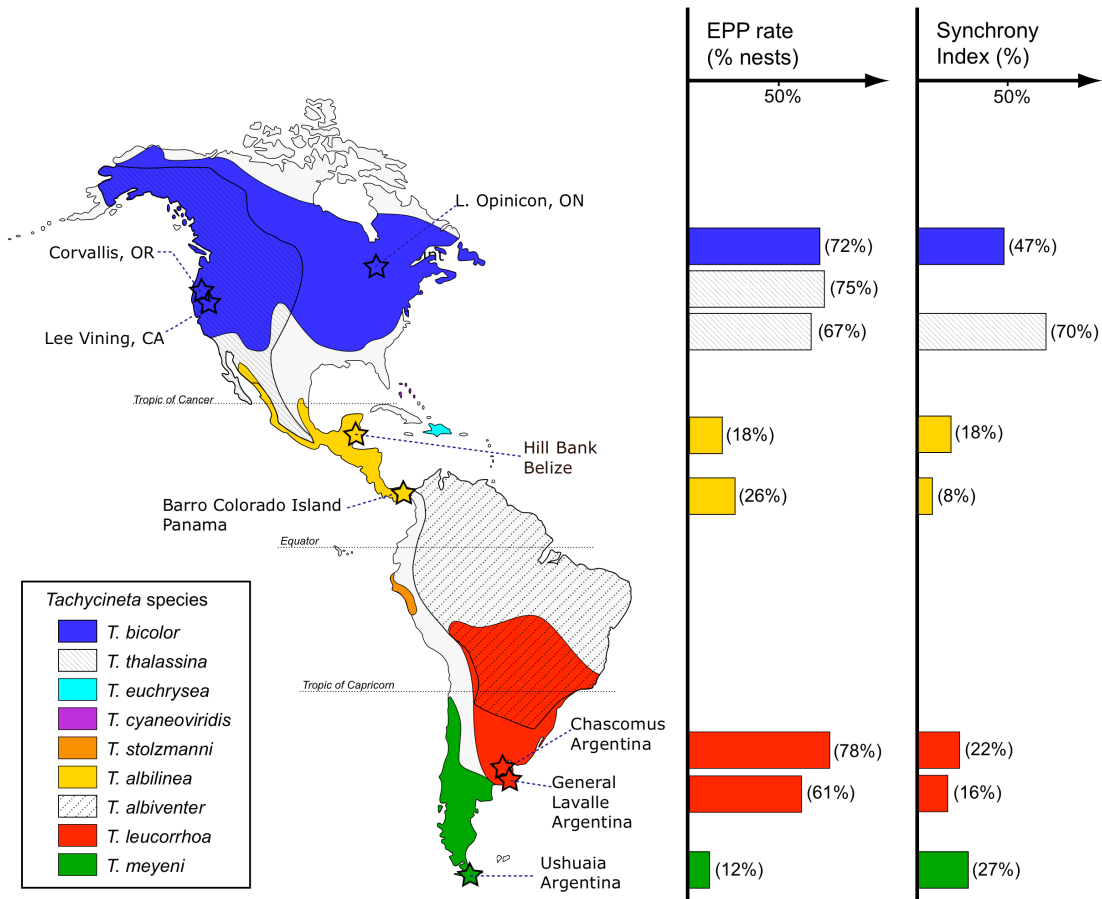 EPP rate
(% nests)
50%
Synchrony
Index (%)
50%
L. Opinicon, ON
Corvallis, OR
Lee Vining, CA
(72%)
(47%)
(75%)
(67%)
(70%)
Tropic of Cancer
Hill Bank
Belize
(18%)
(18%)
Barro Colorado Island
Panama
(26%)
(8%)
Equator
Tropic of Capricorn
Chascomus
Argentina
(78%)
(22%)
General
Lavalle
Argentina
(61%)
(16%)
Ushuaia
Argentina
(12%)
(27%)
Tachycineta species
T. bicolor
T. thalassina
T. euchrysea
T. cyaneoviridis
T. stolzmanni
T. albilinea
T. albiventer
T. leucorrhoa
T. meyeni